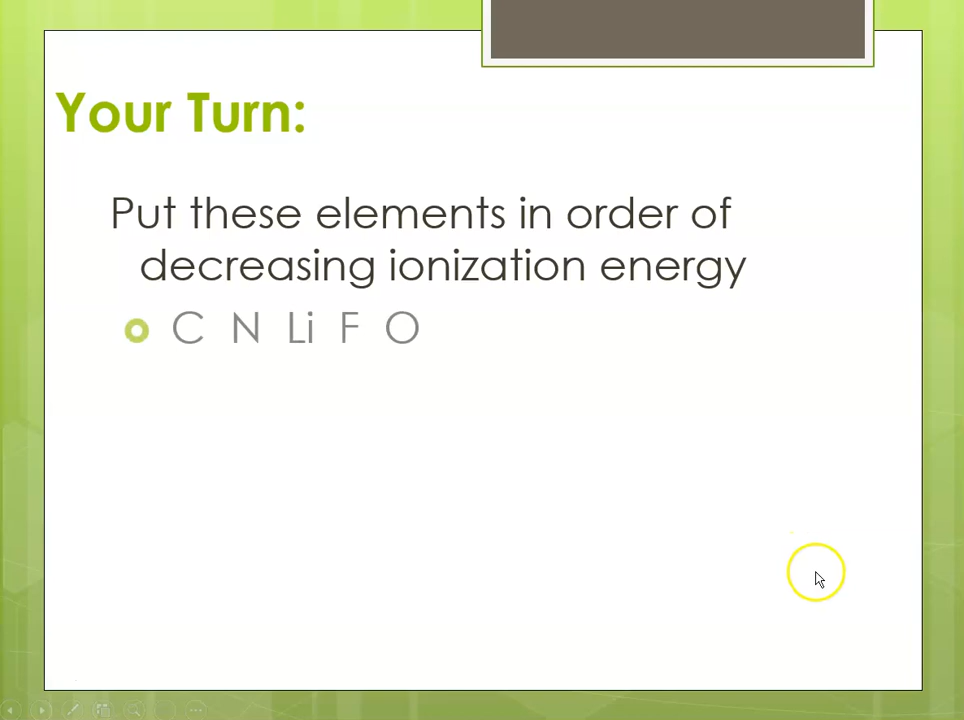 Your Turn:
Put these elements in order of
decreasing ionization energy
C N Li F O